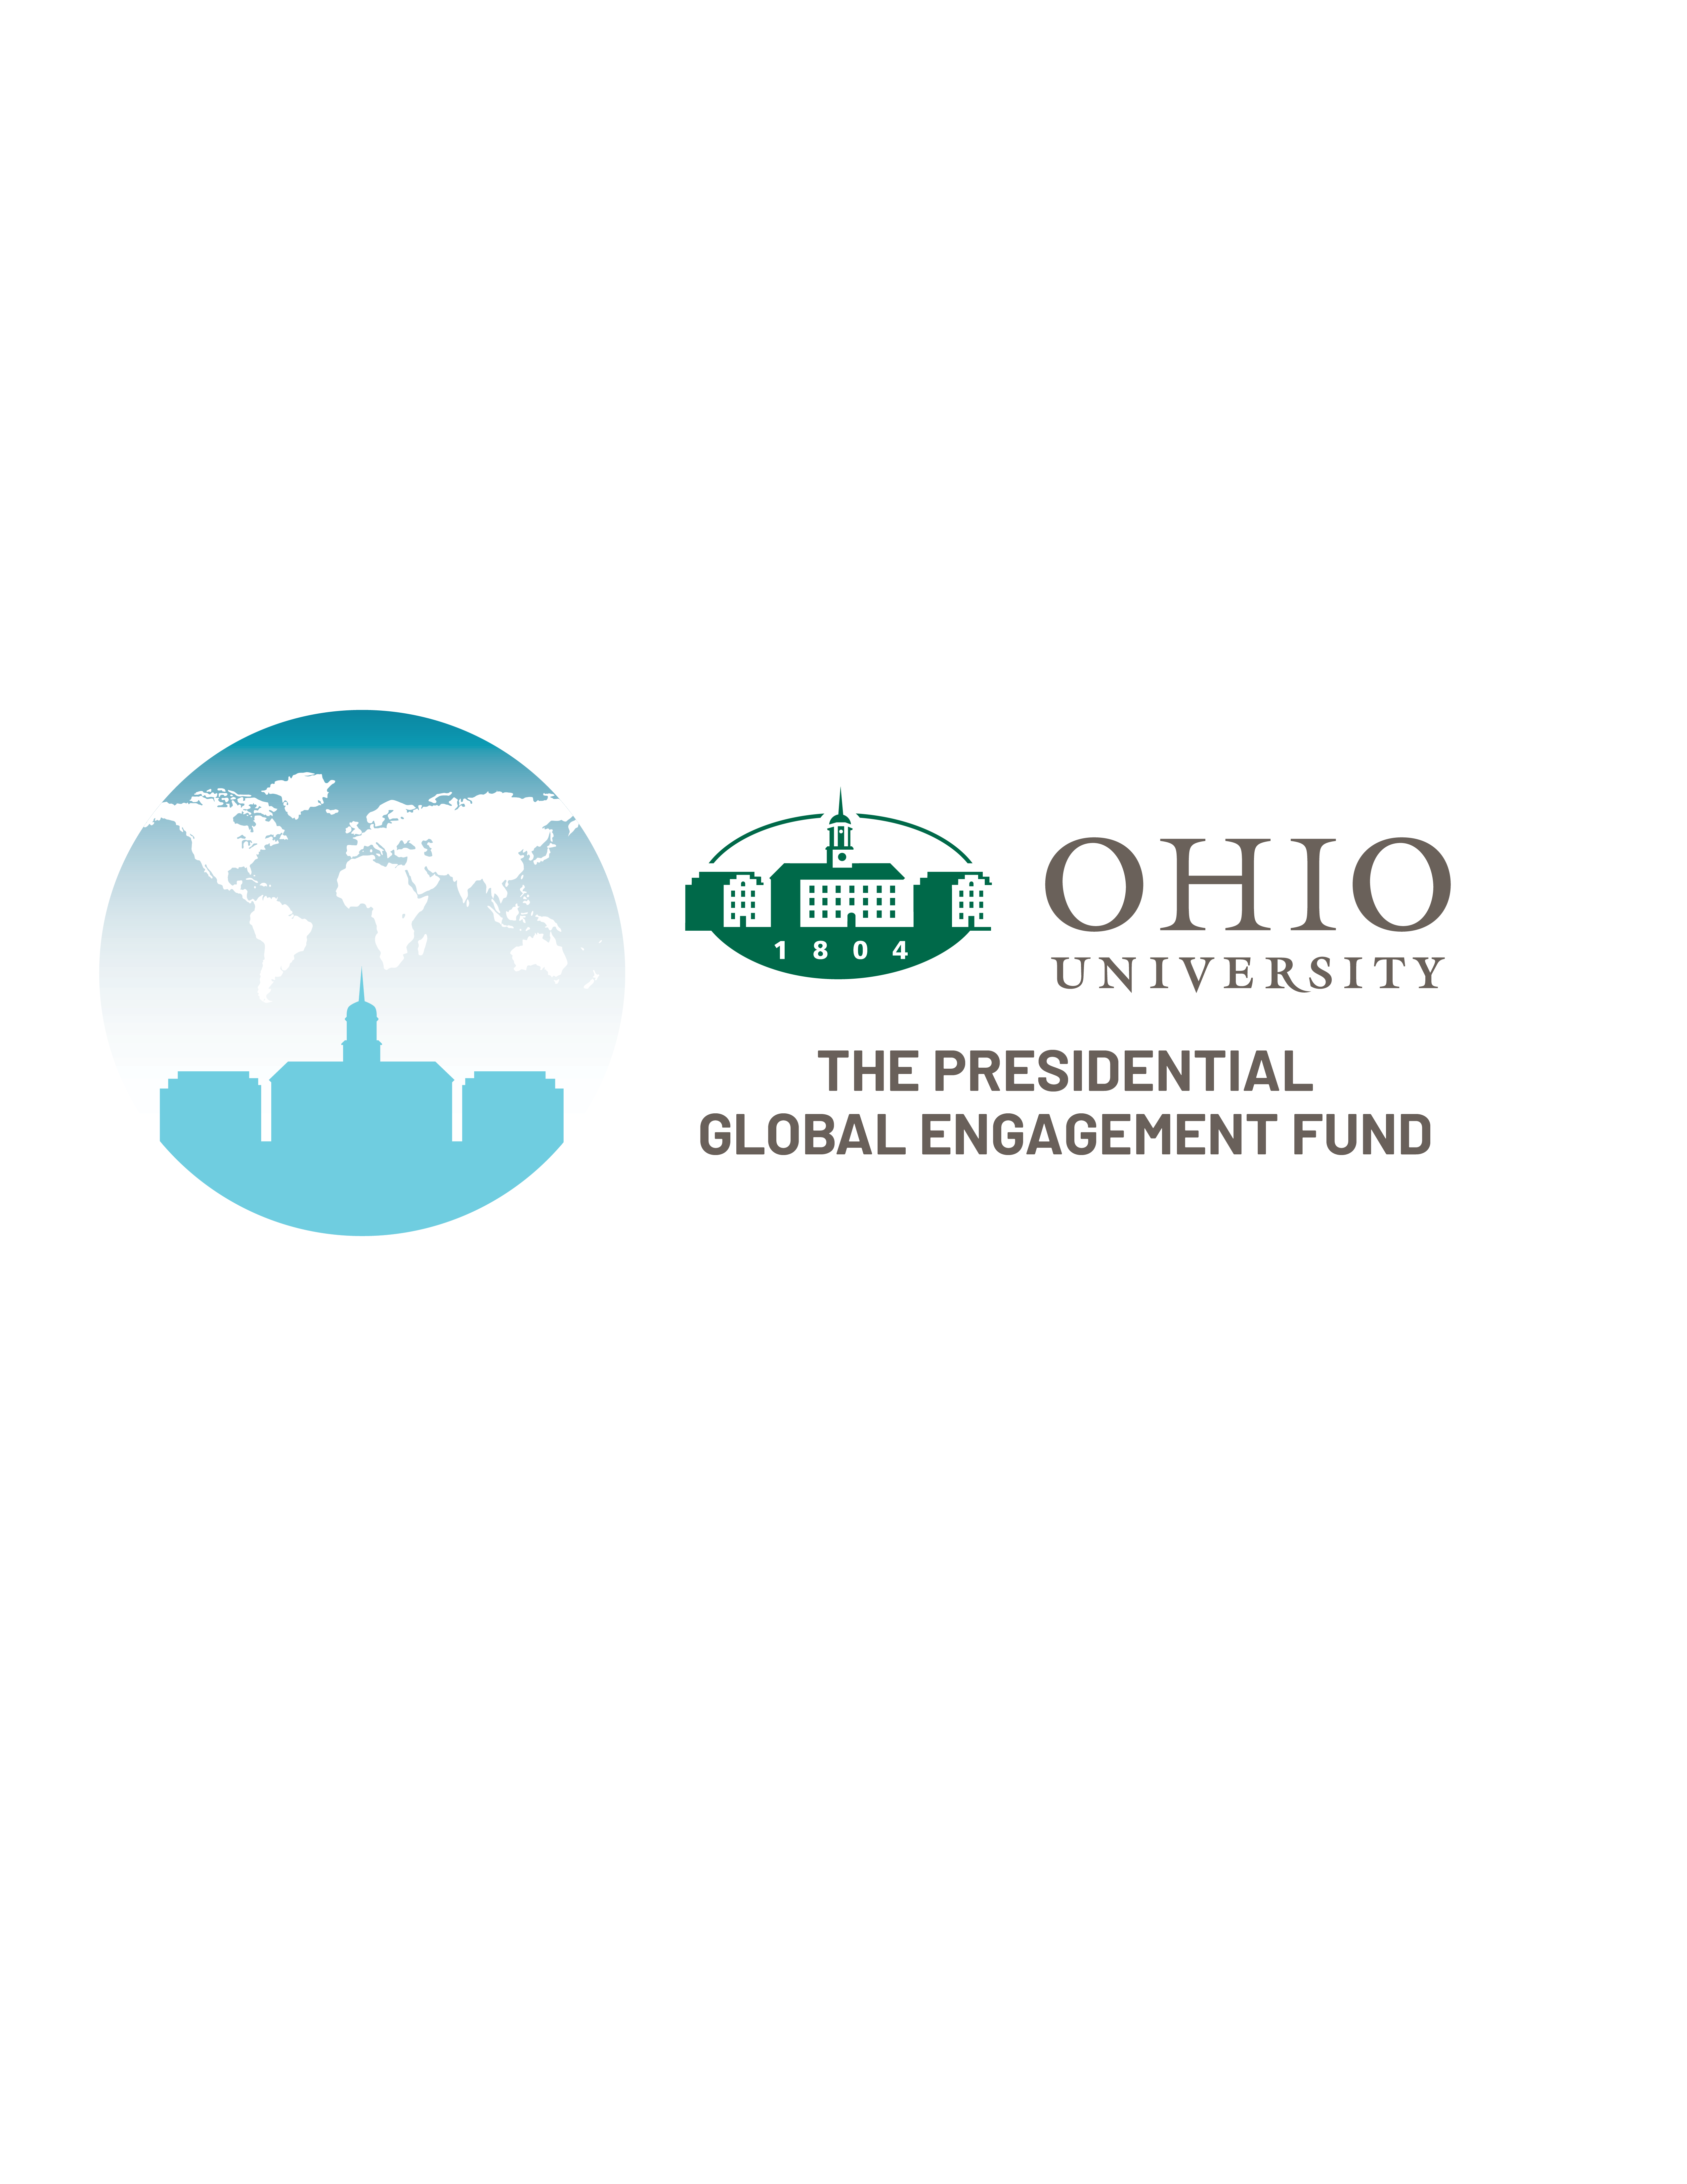 1804
OHIO
UNIVERSITY
THE PRESIDENTIAL
GLOBAL ENGAGEMENT FUND